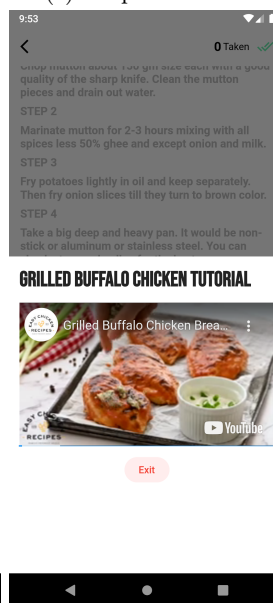 9:53
0 Taken
Chop mutton about 150 gm size each with a good
quality of the sharp knife. Clean the mutton
pieces and drain out water.
STEP 2
Marinate mutton for 2-3 hours mixing with all
spices less 50% ghee and except onion and milk.
STEP 3
Fry potatoes lightly in oil and keep separately.
Then fry onion slices till they turn to brown color.
STEP 4
Take a big deep and heavy pan. It would be non-
stick or aluminum or stainless steel. You can
GRILLED BUFFALO CHICKEN TUTORIAL
EASY CHICKEN
RECIPES
Grilled Buffalo Chicken Brea...
EASY CHICKEN
RECIPES
YouTube
Exit